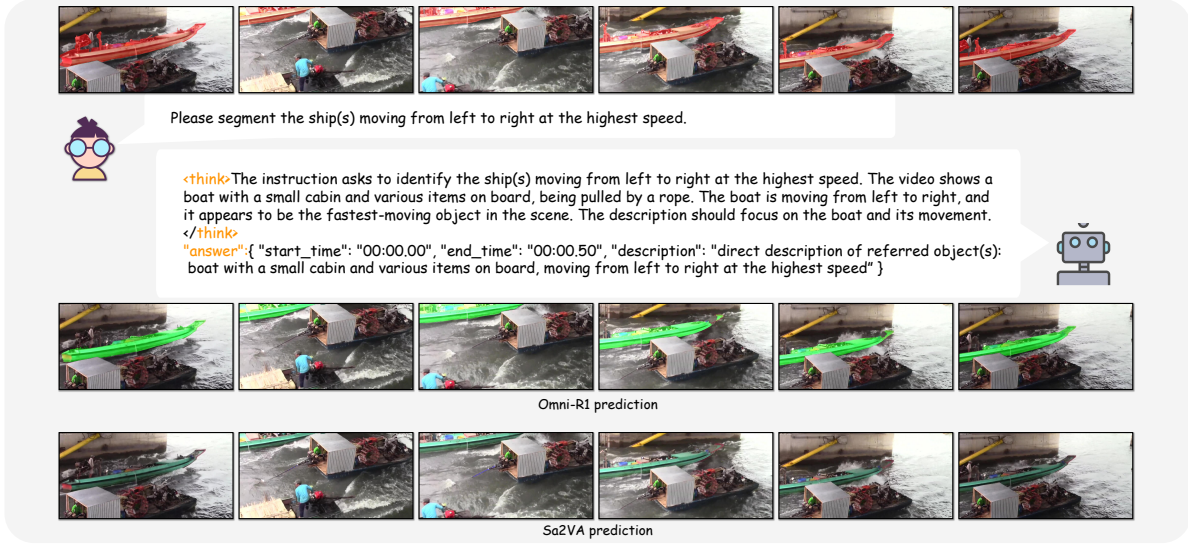 Please segment the ship(s) moving from left to right at the highest speed.
<think>The instruction asks to identify the ship(s) moving from left to right at the highest speed. The video shows a
boat with a small cabin and various items on board, being pulled by a rope. The boat is moving from left to right, and
it appears to be the fastest-moving object in the scene. The description should focus on the boat and its movement.
</think>
"answer":{ "start_time": "00:00.00", "end_time": "00:00.50", "description": "direct description of referred object(s):
boat with a small cabin and various items on board, moving from left to right at the highest speed" }
Omni-R1 prediction
Sa2VA prediction